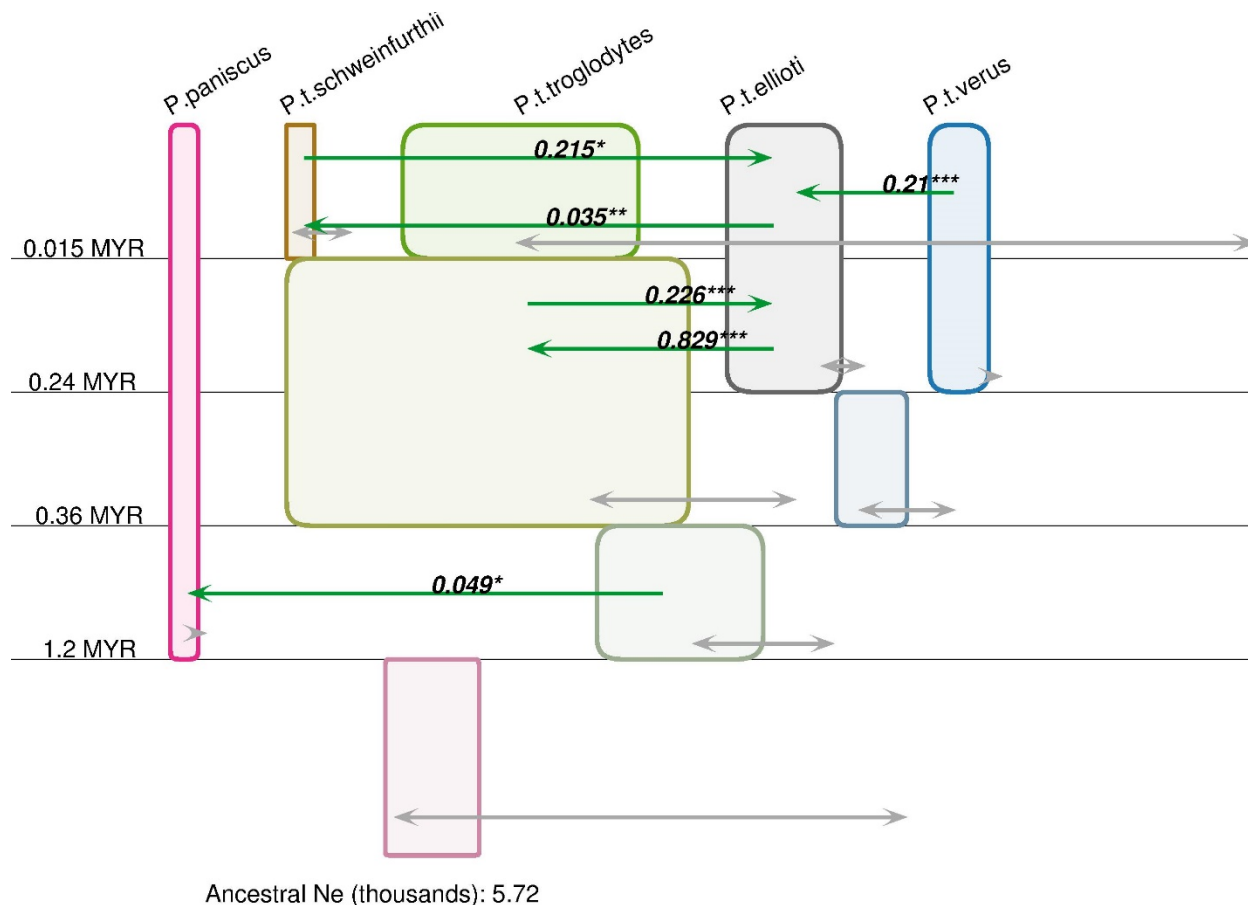 P.paniscus
P.t.schweinfurthii
P.t.troglodytes
P.t.ellioti
P.t.verus
0.215*
0.21***
0.035**
0.015 MYR
0.226***
0.829***
0.24 MYR
0.36 MYR
0.049*
1.2 MYR
Ancestral Ne (thousands): 5.72